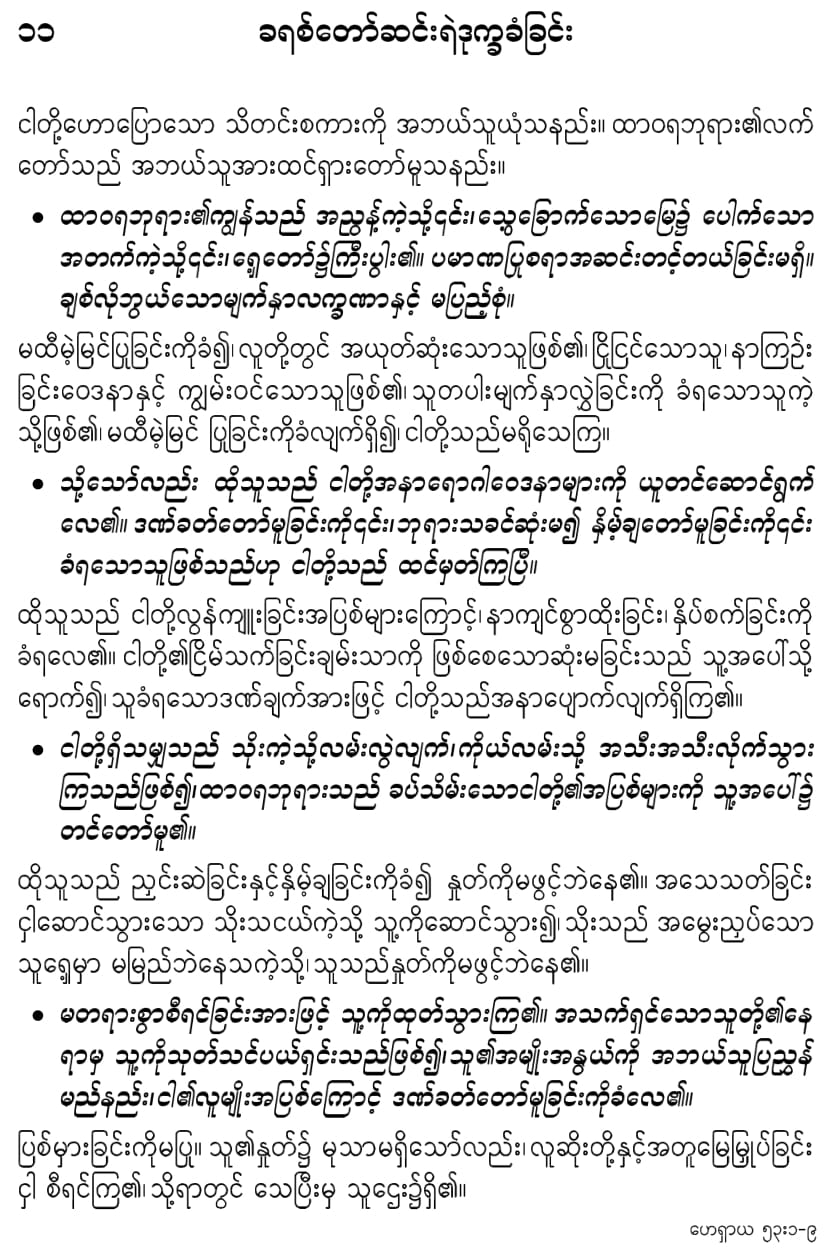 ၁၁ ခရစ်တော်ဆင်းရဲဒုက္ခခံခြင်း
ငါတို့ဟောပြောသော သိတင်းစကားကို အဘယ်သူယုံသနည်း။ ထာဝရဘုရား၏လက်
တော်သည် အဘယ်သူအားထင်ရှားတော်မူသနည်း။
• ထာဝရဘုရား၏ကျွန်သည် အညွန့်ကဲ့သို့၎င်း၊ သွေ့ခြောက်သောမြေ၌ ပေါက်သော
အတက်ကဲ့သို့၎င်း၊ ရှေ့တော်၌ကြီးပွါး၏။ ပမာဏပြုစရာအဆင်းတင့်တယ်ခြင်းမရှိ။
ချစ်လိုဘွယ်သောမျက်နှာလက္ခဏာနှင့် မပြည့်စုံ။
မထီမဲ့မြင်ပြုခြင်းကိုခံ၍၊ လူတို့တွင် အယုတ်ဆုံးသောသူဖြစ်၏၊ ငြိုငြင်သောသူ၊ နာကြဉ်း
ခြင်းဝေဒနာနှင့် ကျွမ်းဝင်သောသူဖြစ်၏၊ သူတပါးမျက်နှာလွှဲခြင်းကို ခံရသောသူကဲ့
သို့ဖြစ်၏၊ မထီမဲ့မြင် ပြုခြင်းကိုခံလျက်ရှိ၍၊ ငါတို့သည်မရိုသေကြ။
• သို့သော်လည်း ထိုသူသည် ငါတို့အနာရောဂါဝေဒနာများကို ယူတင်ဆောင်ရွက်
လေ၏။ ဒဏ်ခတ်တော်မူခြင်းကို၎င်း၊ ဘုရားသခင်ဆုံးမ၍ နှိမ့်ချတော်မူခြင်းကို၎င်း
ခံရသောသူဖြစ်သည်ဟု ငါတို့သည် ထင်မှတ်ကြပြီ။
ထိုသူသည် ငါတို့လွန်ကျူးခြင်းအပြစ်များကြောင့်၊ နာကျင်စွာထိုးခြင်း၊ နှိပ်စက်ခြင်းကို
ခံရလေ၏။ ငါတို့၏ငြိမ်သက်ခြင်းချမ်းသာကို ဖြစ်စေသောဆုံးမခြင်းသည် သူ့အပေါ်သို့
ရောက်၍၊ သူခံရသောဒဏ်ချက်အားဖြင့် ငါတို့သည်အနာပျောက်လျက်ရှိကြ၏။
• ငါတို့ရှိသမျှသည် သိုးကဲ့သို့လမ်းလွဲလျက်၊ ကိုယ်လမ်းသို့ အသီးအသီးလိုက်သွား
ကြသည်ဖြစ်၍၊ ထာဝရဘုရားသည် ခပ်သိမ်းသောငါတို့၏အပြစ်များကို သူ့အပေါ်၌
တင်တော်မူ၏။
ထိုသူသည် ညှင်းဆဲခြင်းနှင့်နှိမ့်ချခြင်းကိုခံ၍ နှုတ်ကိုမဖွင့်ဘဲနေ၏။ အသေသတ်ခြင်း
ငှါဆောင်သွားသော သိုးသငယ်ကဲ့သို့ သူ့ကိုဆောင်သွား၍၊ သိုးသည် အမွေးညှပ်သော
သူရှေ့မှာ မမြည်ဘဲနေသကဲ့သို့၊ သူသည်နှုတ်ကိုမဖွင့်ဘဲနေ၏။
• မတရားစွာစီရင်ခြင်းအားဖြင့် သူ့ကိုထုတ်သွားကြ၏။ အသက်ရှင်သောသူတို့၏နေ
ရာမှ သူ့ကိုသုတ်သင်ပယ်ရှင်းသည်ဖြစ်၍၊ သူ၏အမျိုးအနွယ်ကို အဘယ်သူပြညွှန်
မည်နည်း၊ ငါ၏လူမျိုးအပြစ်ကြောင့် ဒဏ်ခတ်တော်မူခြင်းကိုခံလေ၏။
ပြစ်မှားခြင်းကိုမပြု။ သူ၏နှုတ်၌ မုသာမရှိသော်လည်း၊ လူဆိုးတို့နှင့်အတူမြေမြှုပ်ခြင်း
ငှါ စီရင်ကြ၏၊ သို့ရာတွင် သေပြီးမှ သူဌေး၌ရှိ၏။
ဟေရှာယ ၅၃း၁-၉